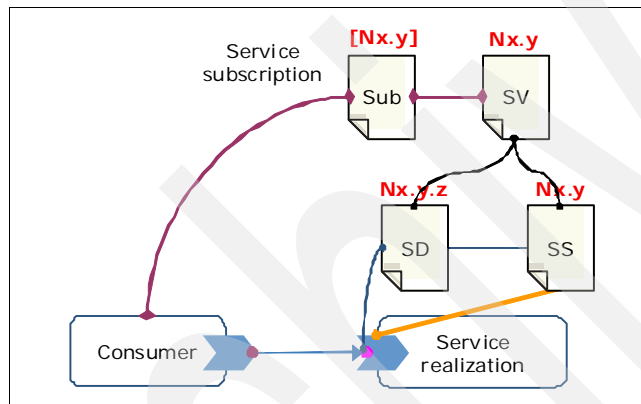 [Nx.y]
Nx.y
Service
subscription
Sub
SV
Nx.y.z
Nx.y
SD
SS
Consumer
Service
realization